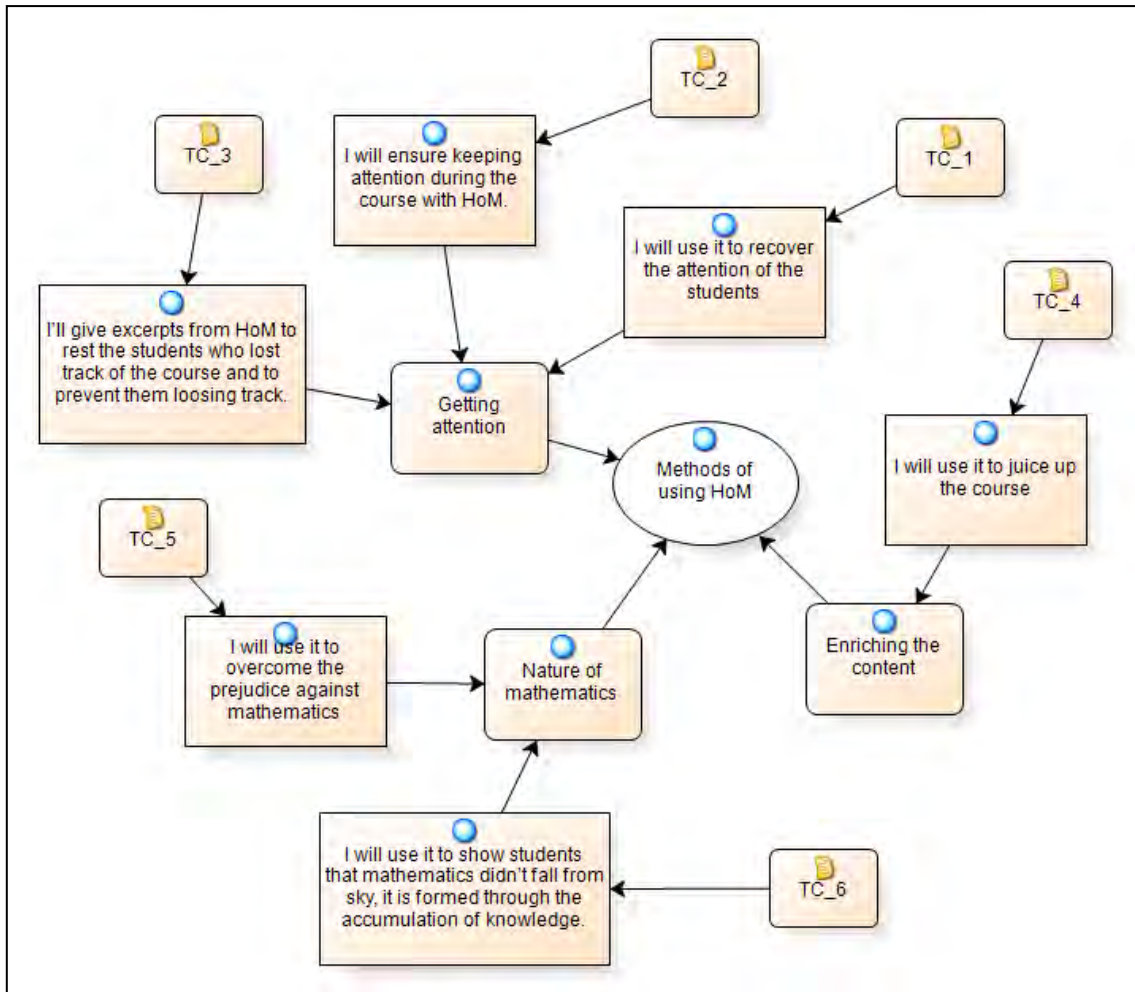 TC_2
TC_3
I will ensure keeping
attention during the
course with HoM.
TC_1
I will use it to recover
the attention of the
students
TC_4
I'll give excerpts from HoM to
rest the students who lost
track of the course and to
prevent them loosing track.
Getting
attention
Methods of
using HoM
I will use it to juice up
the course
TC_5
I will use it to
overcome the
prejudice against
mathematics
Nature of
mathematics
Enriching the
content
I will use it to show students
that mathematics didn't fall from
sky, it is formed through the
accumulation of knowledge.
TC_6